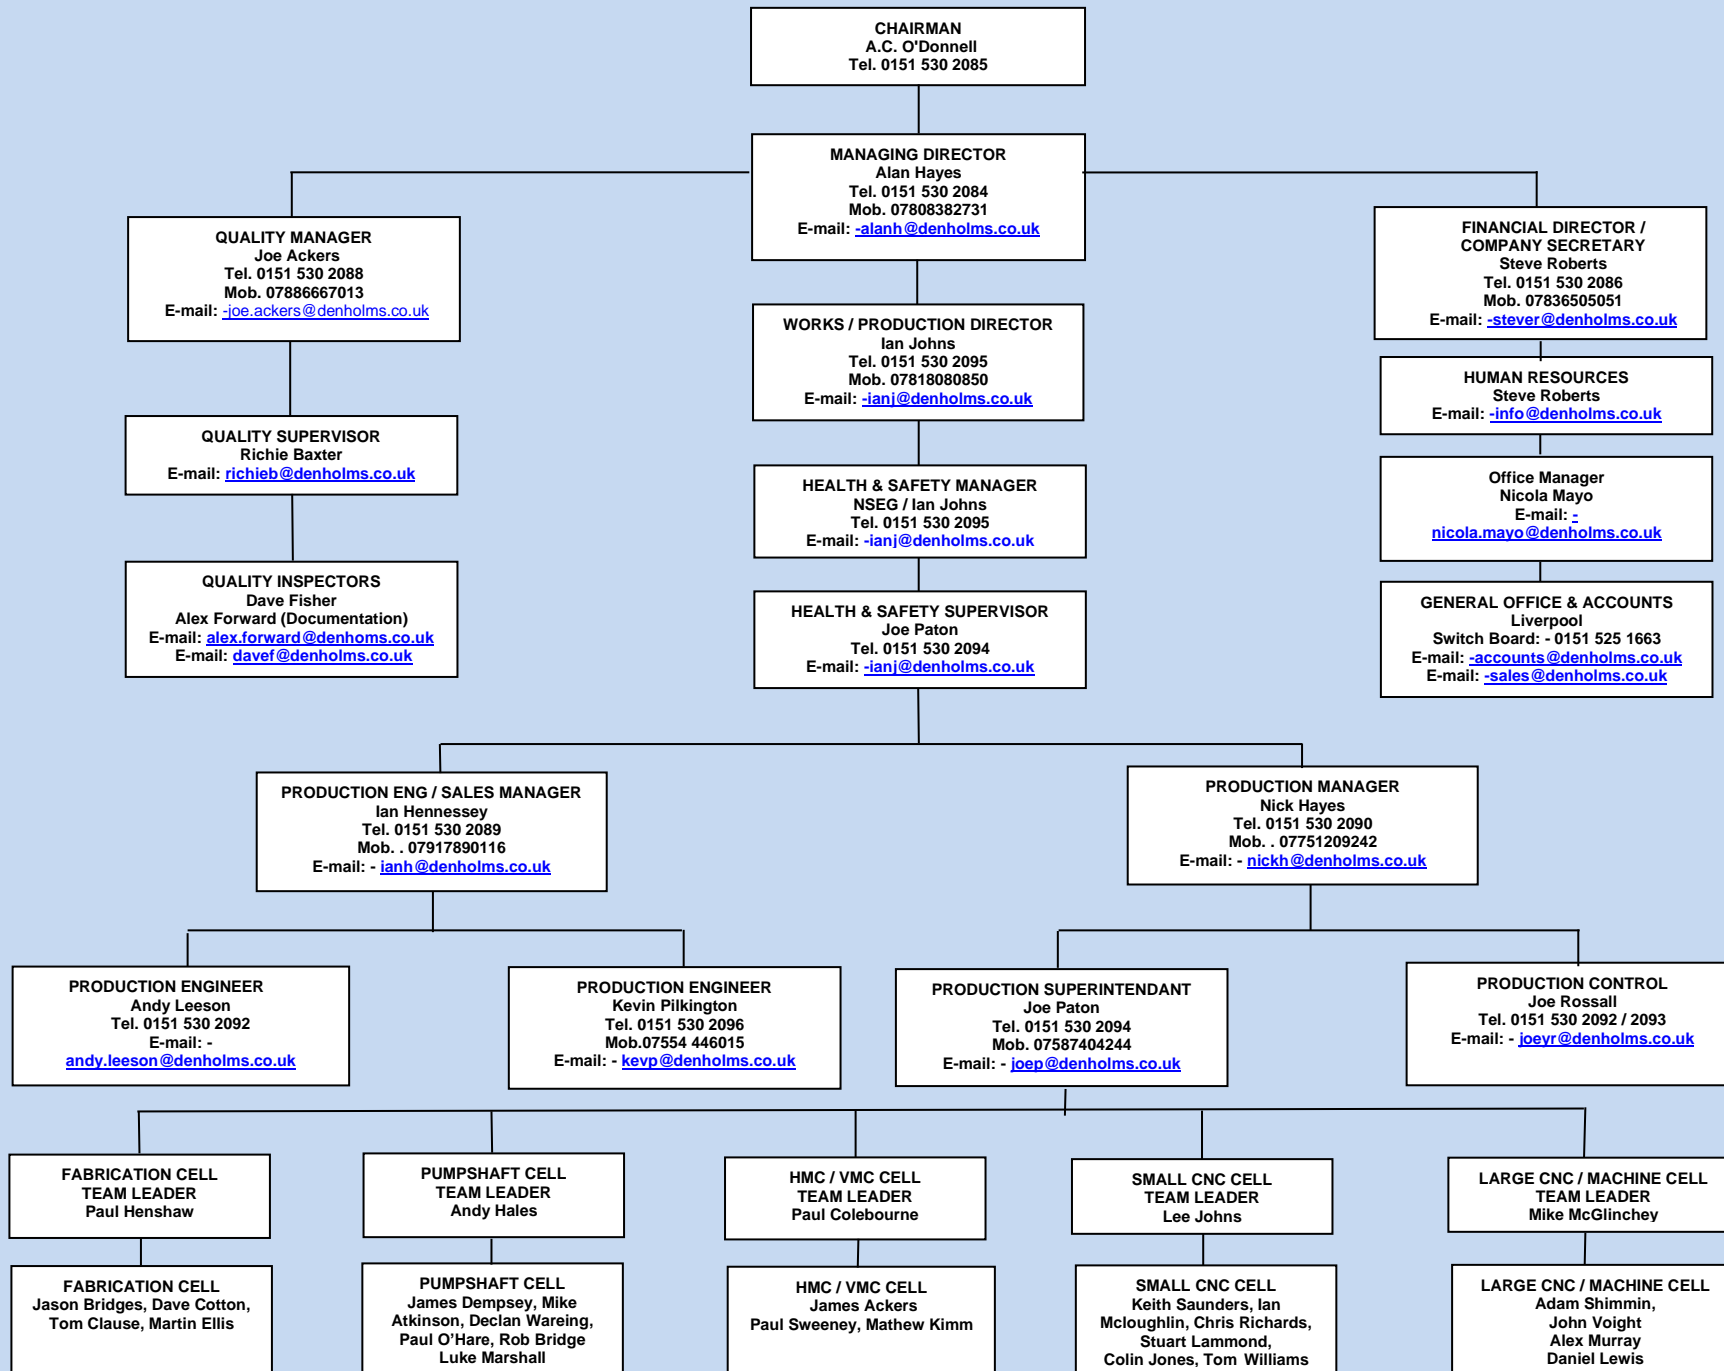 CHAIRMAN
A.C. O'Donnell
Tel. 0151 530 2085
MANAGING DIRECTOR
Alan Hayes
Tel. 0151 530 2084
Mob. 07808382731
E-mail: -alanh@denholms.co.uk
QUALITY MANAGER
Joe Ackers
Tel. 0151 530 2088
Mob. 07886667013
E-mail: -joe.ackers@denholms.co.uk
FINANCIAL DIRECTOR /
COMPANY SECRETARY
Steve Roberts
Tel. 0151 530 2086
Mob. 07836505051
E-mail: -stever@denholms.co.uk
WORKS / PRODUCTION DIRECTOR
Ian Johns
Tel. 0151 530 2095
Mob. 07818080850
E-mail: -ianj@denholms.co.uk
HUMAN RESOURCES
Steve Roberts
E-mail: -info@denholms.co.uk
QUALITY SUPERVISOR
Richie Baxter
E-mail: richieb@denholms.co.uk
HEALTH & SAFETY MANAGER
NSEG / Ian Johns
Tel. 0151 530 2095
E-mail: -ianj@denholms.co.uk
Office Manager
Nicola Mayo
E-mail: -
nicola.mayo@denholms.co.uk
QUALITY INSPECTORS
Dave Fisher
Alex Forward (Documentation)
E-mail: alex.forward@denhoms.co.uk
E-mail: davef@denholms.co.uk
HEALTH & SAFETY SUPERVISOR
Joe Paton
Tel. 0151 530 2094
E-mail: -ianj@denholms.co.uk
GENERAL OFFICE & ACCOUNTS
Liverpool
Switch Board: - 0151 525 1663
E-mail: -accounts@denholms.co.uk
E-mail: -sales@denholms.co.uk
PRODUCTION ENG / SALES MANAGER
Ian Hennessey
Tel. 0151 530 2089
Mob. . 07917890116
E-mail: - ianh@denholms.co.uk
PRODUCTION MANAGER
Nick Hayes
Tel. 0151 530 2090
Mob. . 07751209242
E-mail: - nickh@denholms.co.uk
PRODUCTION ENGINEER
Andy Leeson
Tel. 0151 530 2092
E-mail: -
andy.leeson@denholms.co.uk
PRODUCTION ENGINEER
Kevin Pilkington
Tel. 0151 530 2096
Mob.07554 446015
E-mail: - kevp@denholms.co.uk
PRODUCTION SUPERINTENDANT
Joe Paton
Tel. 0151 530 2094
Mob. 07587404244
E-mail: - joep@denholms.co.uk
PRODUCTION CONTROL
Joe Rossall
Tel. 0151 530 2092 / 2093
E-mail: - joeyr@denholms.co.uk
FABRICATION CELL
TEAM LEADER
Paul Henshaw
PUMPSHAFT CELL
TEAM LEADER
Andy Hales
HMC / VMC CELL
TEAM LEADER
Paul Colebourne
SMALL CNC CELL
TEAM LEADER
Lee Johns
LARGE CNC / MACHINE CELL
TEAM LEADER
Mike McGlinchey
FABRICATION CELL
Jason Bridges, Dave Cotton,
Tom Clause, Martin Ellis
PUMPSHAFT CELL
James Dempsey, Mike
Atkinson, Declan Wareing,
Paul O’Hare, Rob Bridge
Luke Marshall
HMC / VMC CELL
James Ackers
Paul Sweeney, Mathew Kimm
SMALL CNC CELL
Keith Saunders, Ian
Mcloughlin, Chris Richards,
Stuart Lammond,
Colin Jones, Tom Williams
LARGE CNC / MACHINE CELL
Adam Shimmin,
John Voight
Alex Murray
Daniel Lewis